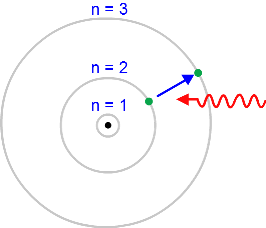 n = 3
n = 2
n = 1